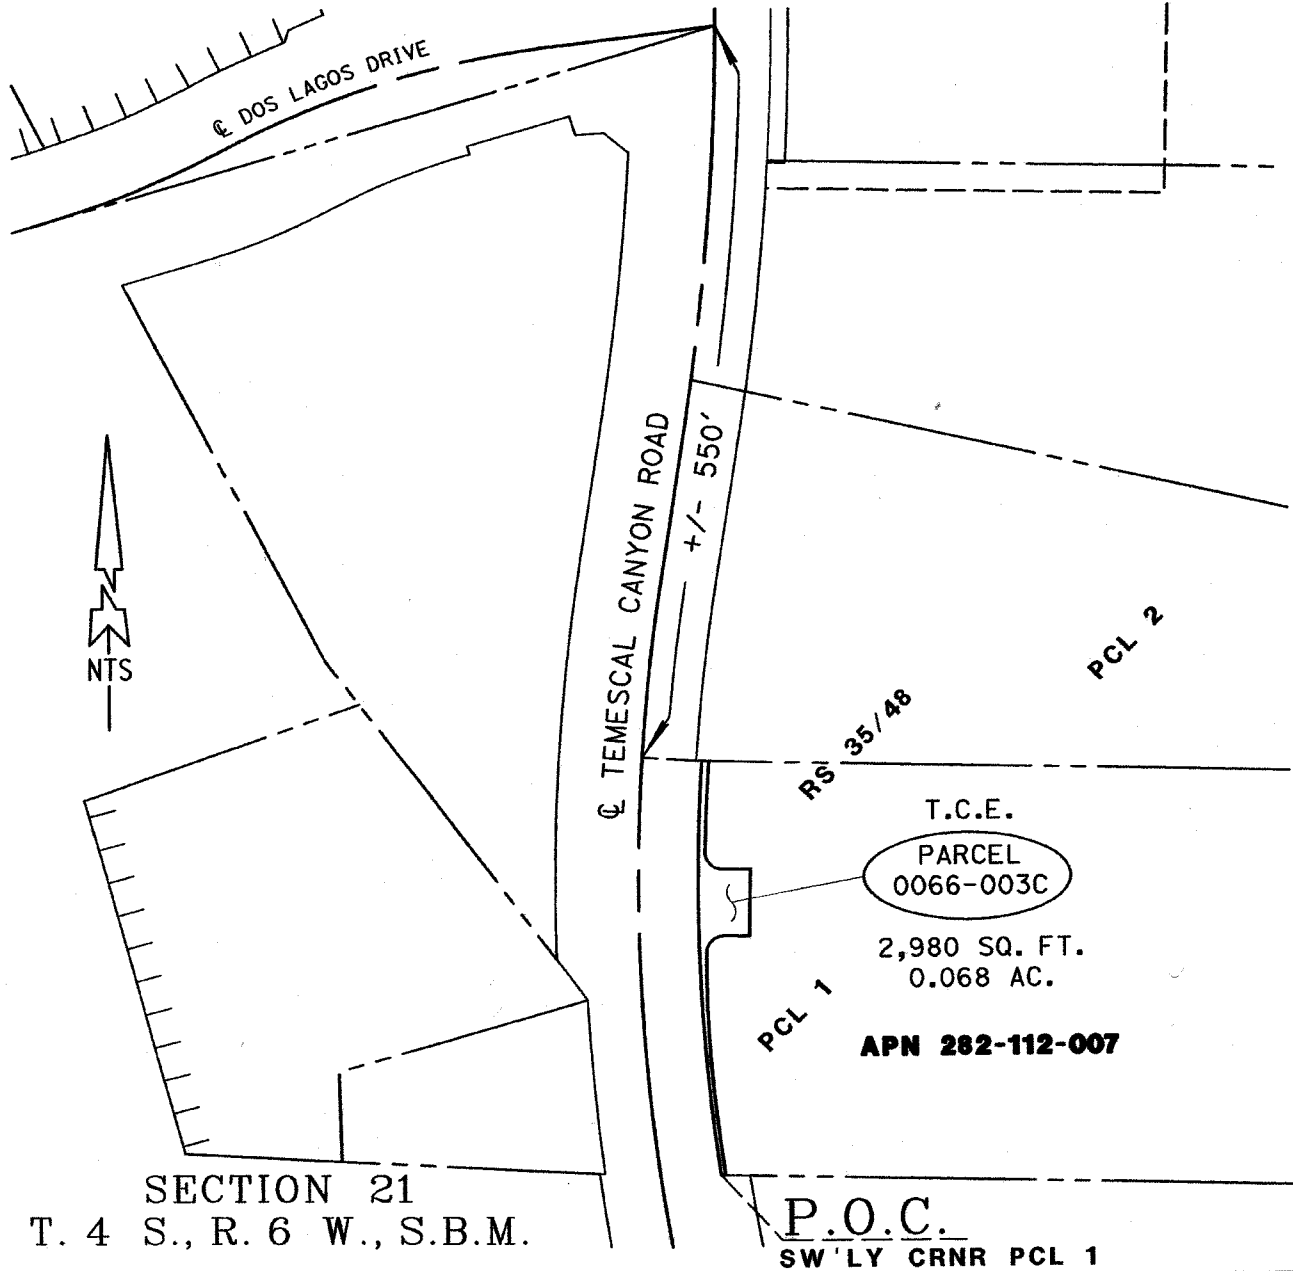 ℄ DOS LAGOS DRIVE
℄ TEMESCAL CANYON ROAD
+/- 550'
N
NTS
PCL 2
RS 35/48
T.C.E.
PARCEL
0066-003C
2,980 SQ. FT.
0.068 AC.
PCL 1
APN 282-112-007
SECTION 21
T. 4 S., R. 6 W., S.B.M.
P.O.C.
SW'LY CRNR PCL 1